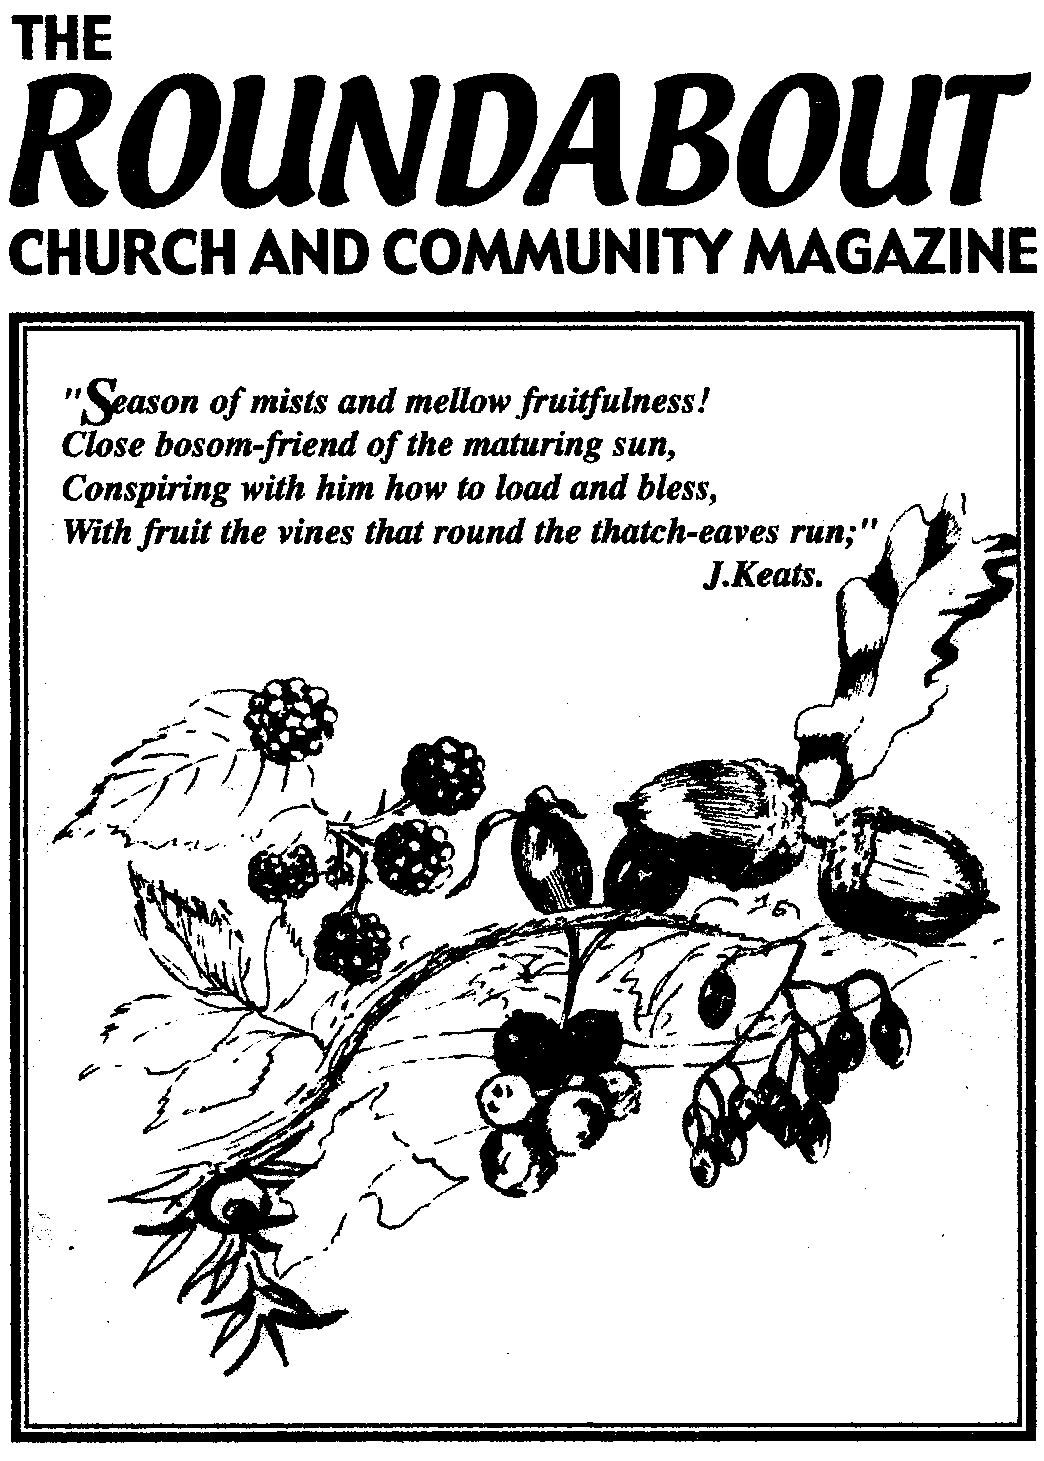 THE
ROUNDABOUT
CHURCH AND COMMUNITY MAGAZINE
"Season of mists and mellow fruitfulness!
Close bosom-friend of the maturing sun,
Conspiring with him how to load and bless,
With fruit the vines that round the thatch-eaves run;"
J.Keats.